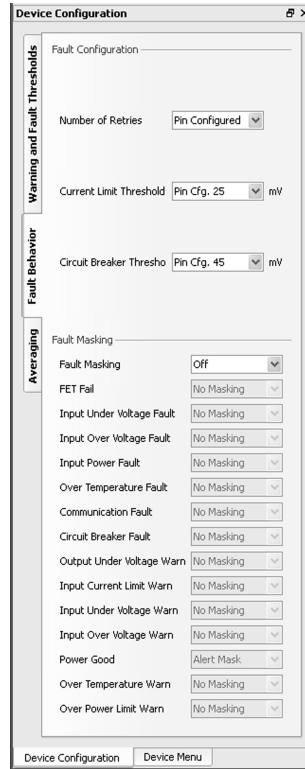 Device Configuration
Warning and Fault Thresholds
Fault Behavior
Averaging
Fault Configuration
Number of Retries Pin Configured
Current Limit Threshold Pin Cfg. 25 mV
Circuit Breaker Thresho Pin Cfg. 45 mV
Fault Masking
Fault Masking Off
FET Fail No Masking
Input Under Voltage Fault No Masking
Input Over Voltage Fault No Masking
Input Power Fault No Masking
Over Temperature Fault No Masking
Communication Fault No Masking
Circuit Breaker Fault No Masking
Output Under Voltage Warn No Masking
Input Current Limit Warn No Masking
Input Under Voltage Warn No Masking
Input Over Voltage Warn No Masking
Power Good Alert Mask
Over Temperature Warn No Masking
Over Power Limit Warn No Masking
Device Configuration Device Menu